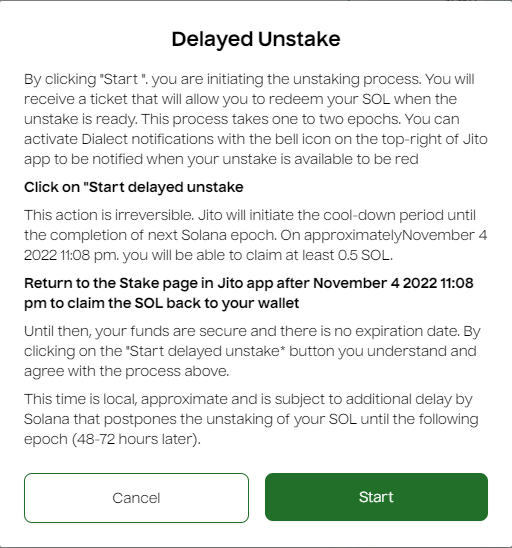 Delayed Unstake
By clicking "Start ". you are initiating the unstaking process. You will
receive a ticket that will allow you to redeem your SOL when the
unstake is ready. This process takes one to two epochs. You can
activate Dialect notifications with the bell icon on the top-right of Jito
app to be notified when your unstake is available to be red
Click on "Start delayed unstake
This action is irreversible. Jito will initiate the cool-down period until
the completion of next Solana epoch. On approximatelyNovember 4
2022 11:08 pm. you will be able to claim at least 0.5 SOL.
Return to the Stake page in Jito app after November 4 2022 11:08
pm to claim the SOL back to your wallet
Until then, your funds are secure and there is no expiration date. By
clicking on the "Start delayed unstake* button you understand and
agree with the process above.
This time is local, approximate and is subject to additional delay by
Solana that postpones the unstaking of your SOL until the following
epoch (48-72 hours later).
Cancel
Start